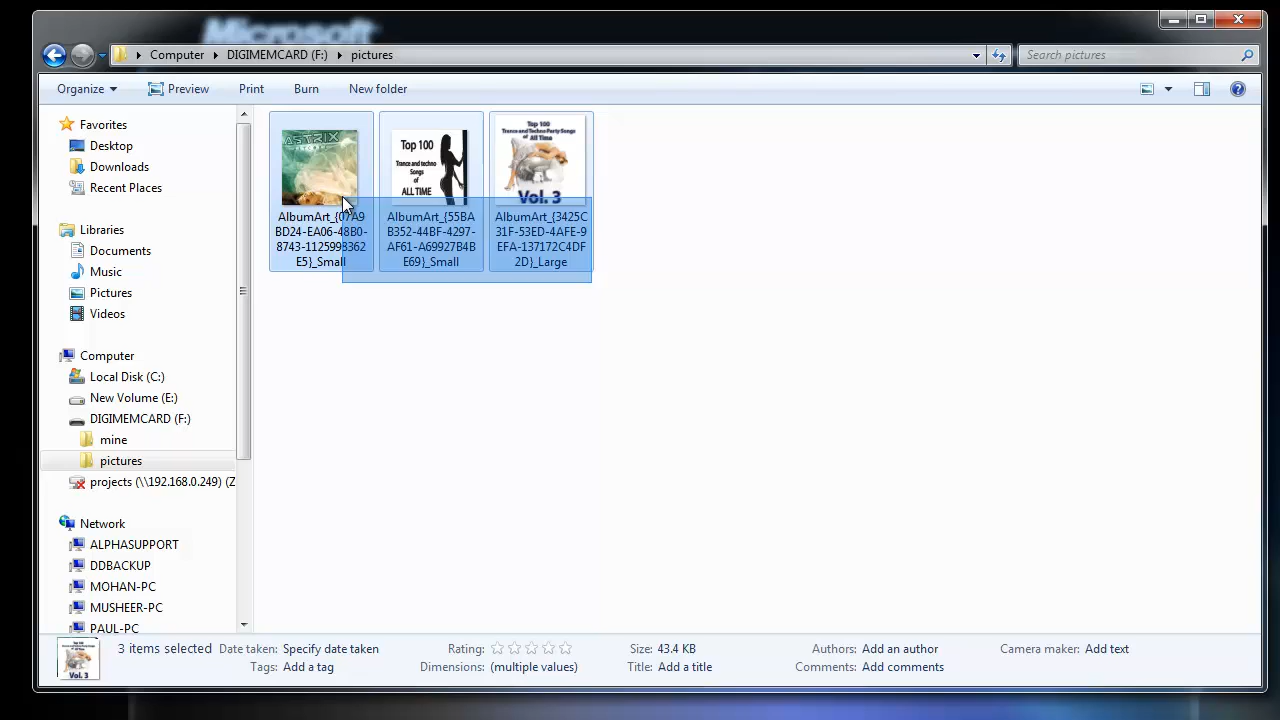 Microsoft
Computer DIGIMEMCARD (F:) pictures
Search pictures
Organize Preview Print Burn New folder
Favorites
Desktop
Downloads
Recent Places
Libraries
Documents
Music
Pictures
Videos
Computer
Local Disk (C:)
New Volume (E:)
DIGIMEMCARD (F:)
mine
pictures
projects (\\192.168.0.249) (Z
Network
ALPHASUPPORT
DDBACKUP
MOHAN-PC
MUSHEER-PC
PAUL-PC
ASTRIX
AlbumArt_{07A9
BD24-EA06-48B0-
8743-1125998362
E5}_Small
Top 100
Trance and techno
Songs
of
ALL TIME
AlbumArt_{55BA
B352-44BF-4297-
AF61-A69927B4B
E69}_Small
Top 100
Trance and Techno Party Songs
of All Time
Vol. 3
AlbumArt_{3425C
31F-53ED-4AFE-9
EFA-137172C4DF
2D}_Large
Top 100
Vol. 3
3 items selected
Date taken: Specify date taken
Tags: Add a tag
Rating:
Dimensions: (multiple values)
Size: 43.4 KB
Title: Add a title
Authors: Add an author
Comments: Add comments
Camera maker: Add text